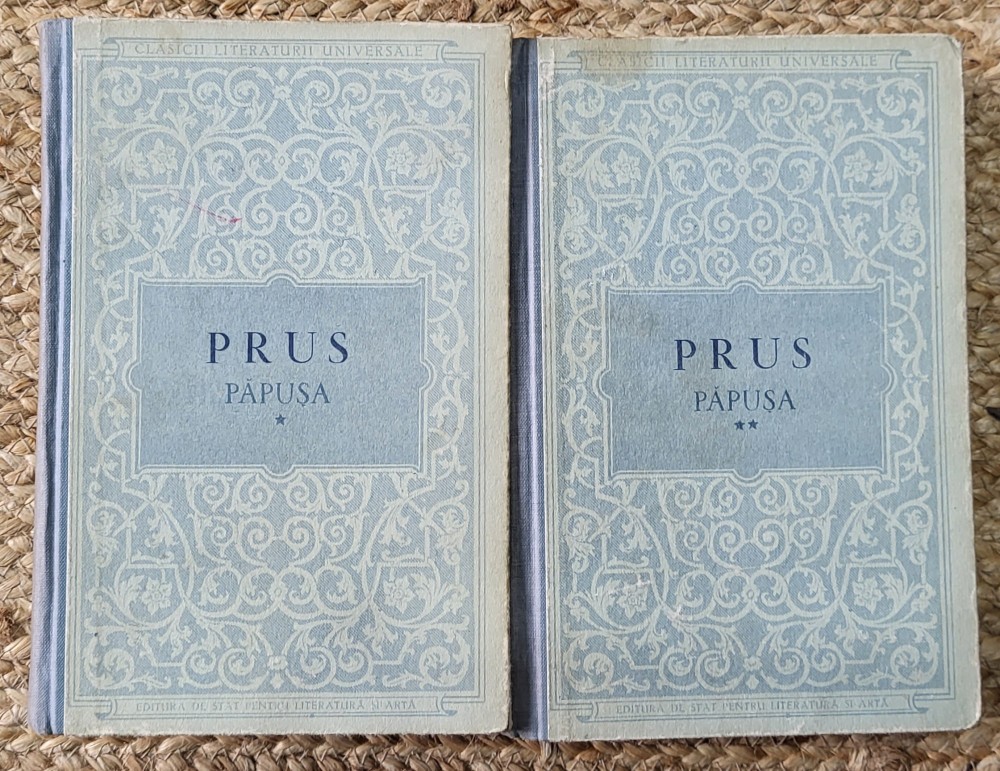 CLASICII LITERATURII UNIVERSALE
PRUS
PĂPUȘA
★
EDITURA DE STAT PENTRU LITERATURĂ ȘI ARTĂ
CLASICII LITERATURII UNIVERSALE
PRUS
PĂPUȘA
★★
EDITURA DE STAT PENTRU LITERATURĂ ȘI ARTĂ